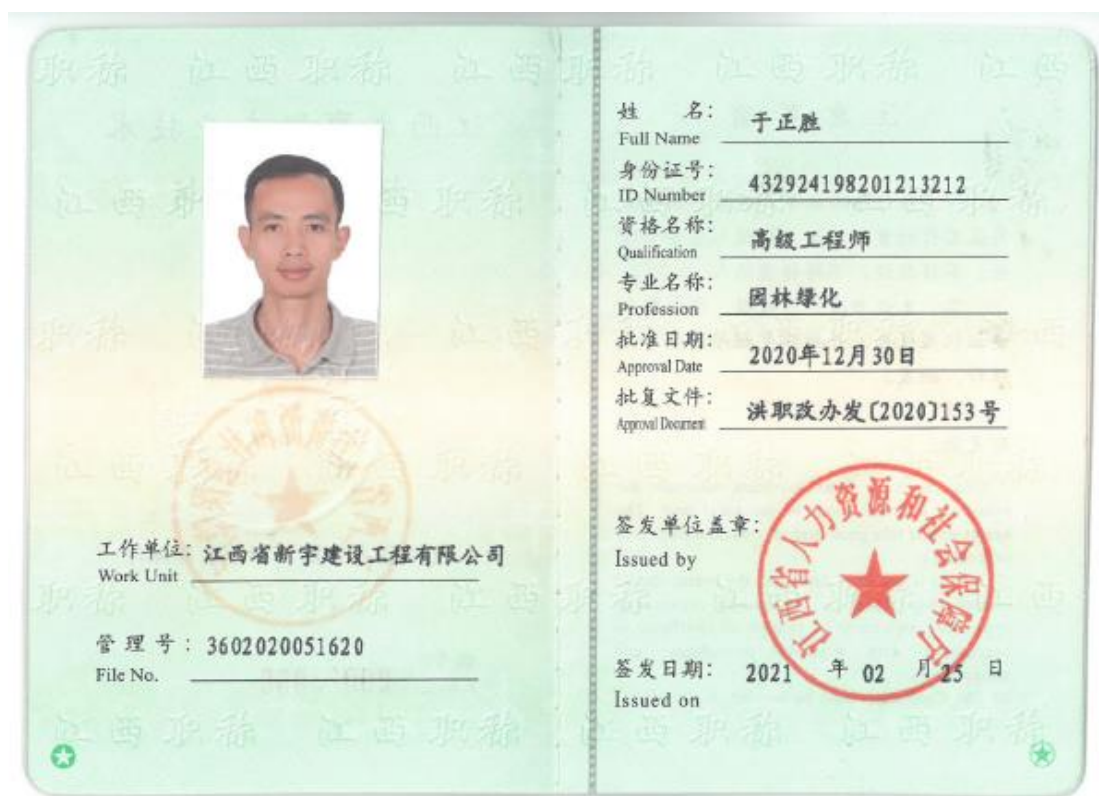 工作单位: 江西省新宇建设工程有限公司
Work Unit
管 理 号: 3602020051620
File No.
姓 名: 于正胜
Full Name
身份证号: 432924198201213212
ID Number
资格名称: 高级工程师
Qualification
专业名称: 园林绿化
Profession
批准日期: 2020年12月30日
Approval Date
批复文件: 洪职改办发〔2020〕153号
Approval Document
签发单位盖章:
Issued by
江西省人力资源和社会保障厅
签发日期: 2021 年 02 月 25 日
Issued on
江西职称